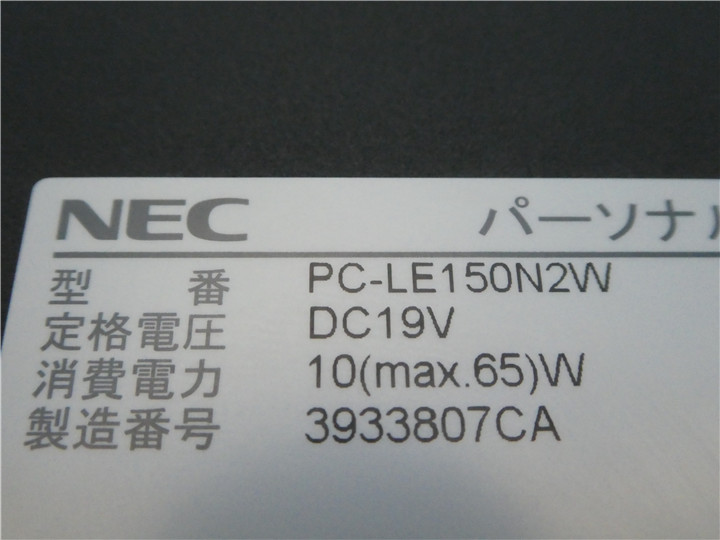 NEC パーソナル
型 番 PC-LE150N2W
定格電圧 DC19V
消費電力 10(max.65)W
製造番号 3933807CA